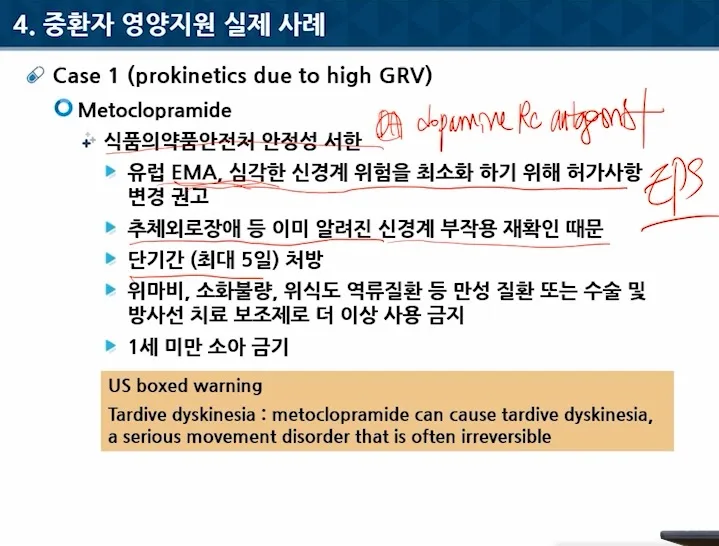 4. 중환자 영양지원 실제 사례
Case 1 (prokinetics due to high GRV)
Metoclopramide
식품의약품안전처 안정성 서한
dopamine Rc antagonist
유럽 EMA, 심각한 신경계 위험을 최소화 하기 위해 허가사항
변경 권고
EPS
추체외로장애 등 이미 알려진 신경계 부작용 재확인 때문
단기간 (최대 5일) 처방
위마비, 소화불량, 위식도 역류질환 등 만성 질환 또는 수술 및
방사선 치료 보조제로 더 이상 사용 금지
1세 미만 소아 금기
US boxed warning
Tardive dyskinesia : metoclopramide can cause tardive dyskinesia,
a serious movement disorder that is often irreversible